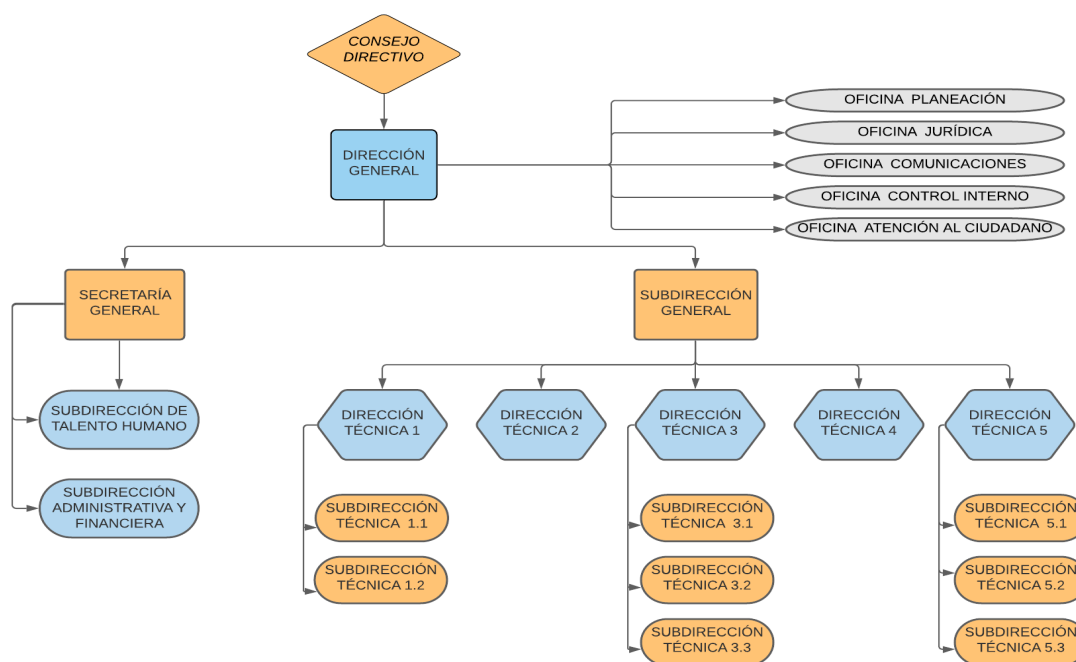 CONSEJO
DIRECTIVO
DIRECCIÓN
GENERAL
OFICINA PLANEACIÓN
OFICINA JURÍDICA
OFICINA COMUNICACIONES
OFICINA CONTROL INTERNO
OFICINA ATENCIÓN AL CIUDADANO
SECRETARÍA
GENERAL
SUBDIRECCIÓN
GENERAL
SUBDIRECCIÓN DE
TALENTO HUMANO
SUBDIRECCIÓN
ADMINISTRATIVA Y
FINANCIERA
DIRECCIÓN
TÉCNICA 1
DIRECCIÓN
TÉCNICA 2
DIRECCIÓN
TÉCNICA 3
DIRECCIÓN
TÉCNICA 4
DIRECCIÓN
TÉCNICA 5
SUBDIRECCIÓN
TÉCNICA 1.1
SUBDIRECCIÓN
TÉCNICA 1.2
SUBDIRECCIÓN
TÉCNICA 3.1
SUBDIRECCIÓN
TÉCNICA 3.2
SUBDIRECCIÓN
TÉCNICA 3.3
SUBDIRECCIÓN
TÉCNICA 5.1
SUBDIRECCIÓN
TÉCNICA 5.2
SUBDIRECCIÓN
TÉCNICA 5.3